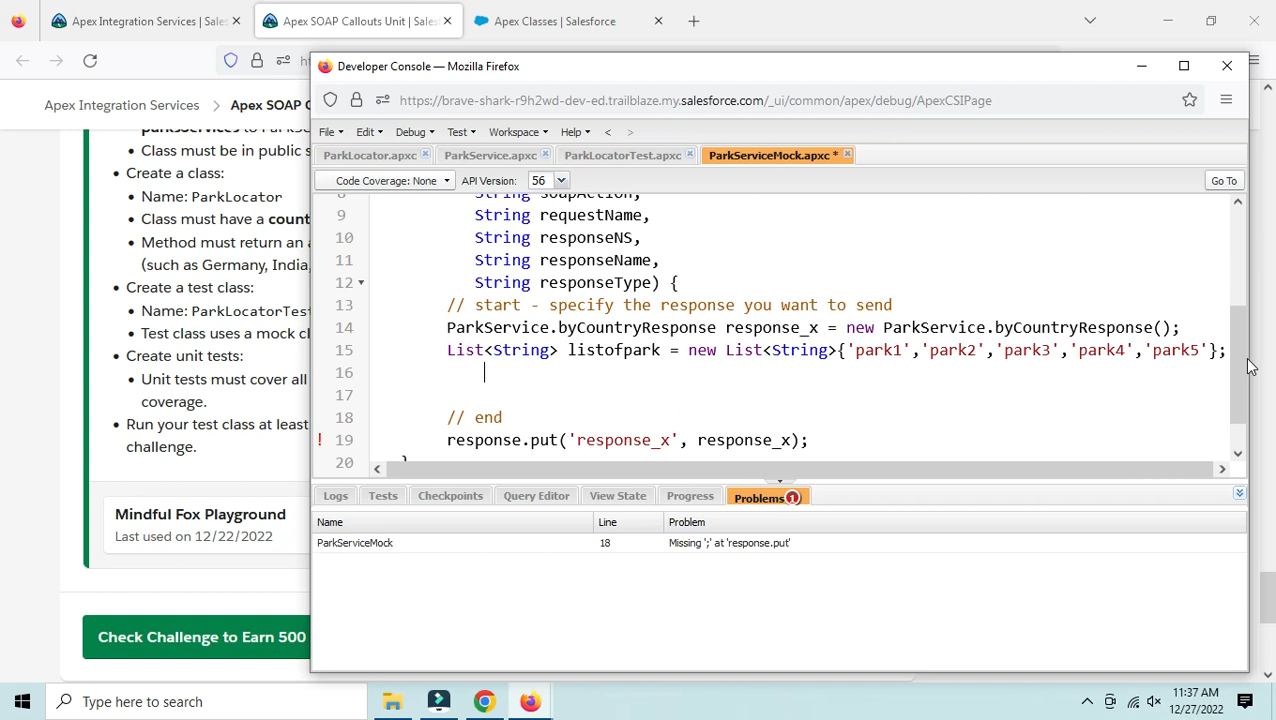 Apex Integration Services | Sales
Apex SOAP Callouts Unit | Sales
Apex Classes | Salesforce
Developer Console — Mozilla Firefox
https://brave-shark-r9h2wd-dev-ed.trailblaze.my.salesforce.com/_ui/common/apex/debug/ApexCSIPage
Apex Integration Services > Apex SOAP
File Edit Debug Test Workspace Help < >
ParkLocator.apxc ParkService.apxc ParkLocatorTest.apxc ParkServiceMock.apxc *
Code Coverage: None API Version: 56 Go To
Class must be in public
Create a class:
Name: ParkLocator
Class must have a
Method must return an
(such as Germany, India,
Create a test class:
Name:
Test class uses a mock
Create unit tests:
Unit tests must cover all
coverage.
Run your test class at least
challenge.
Mindful Fox Playground
Last used on 12/22/2022
Check Challenge to Earn 500
8 String soapAction,
9 String requestName,
10 String responseNS,
11 String responseName,
12 String responseType) {
13 // start - specify the response you want to send
14 ParkService.byCountryResponse response_x = new ParkService.byCountryResponse();
15 List<String> listofpark = new List<String>{'park1','park2','park3','park4','park5'};
16
17
18 // end
19 response.put('response_x', response_x);
20 }
Logs Tests Checkpoints Query Editor View State Progress Problems 1
Name Line Problem
ParkServiceMock 18 Missing ';' at 'response.put'
Type here to search
11:37 AM
12/27/2022